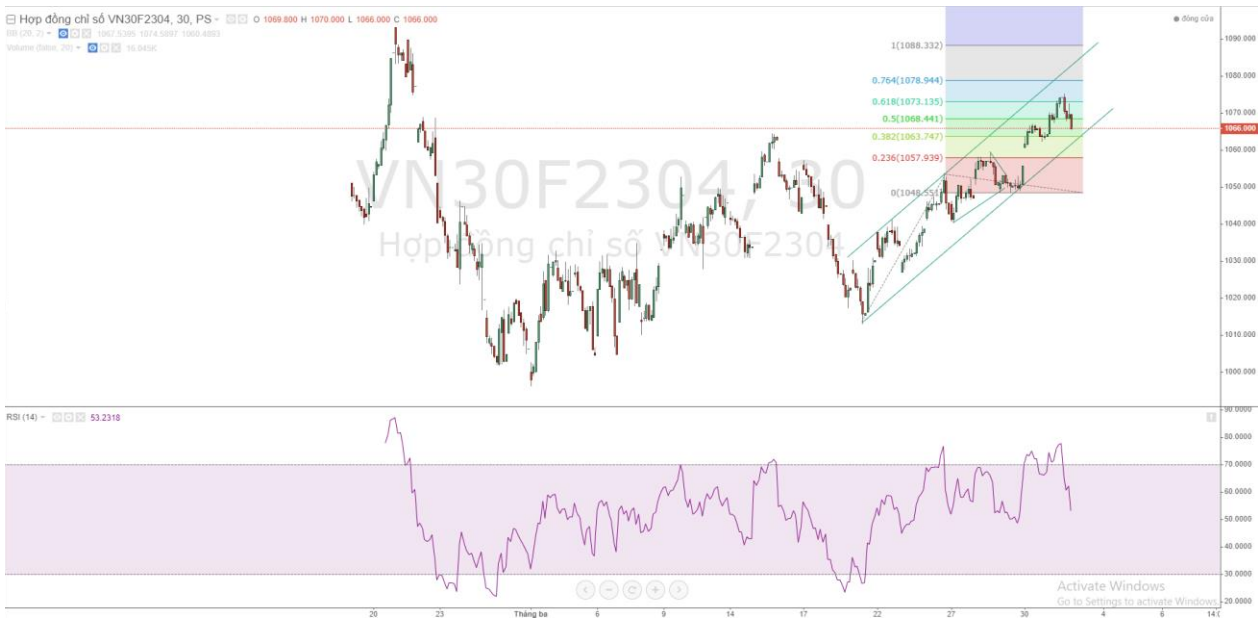 Hợp đồng chỉ số VN30F2304, 30, PS
O 1069.800 H 1070.000 L 1066.000 C 1066.000
đóng cửa
BB (20, 2)
1067.5395 1074.5897 1060.4893
Volume (false, 20)
VN30F2304, 30
Hợp đồng chỉ số VN30F2304
1(1088.332)
0.764(1078.944)
0.618(1073.135)
0.5(1068.441)
0.382(1063.747)
0.236(1057.939)
0(1048.551)
1090.000
1080.000
1070.000
1066.000
1060.000
1050.000
1040.000
1030.000
1020.000
1010.000
1000.000
RSI (14)
53.2318
90.0000
80.0000
70.0000
60.0000
50.0000
40.0000
30.0000
20.0000
Activate Windows
Go to Settings to activate Windows.
20 23 Tháng ba 6 9 14 17 22 27 30 4 6